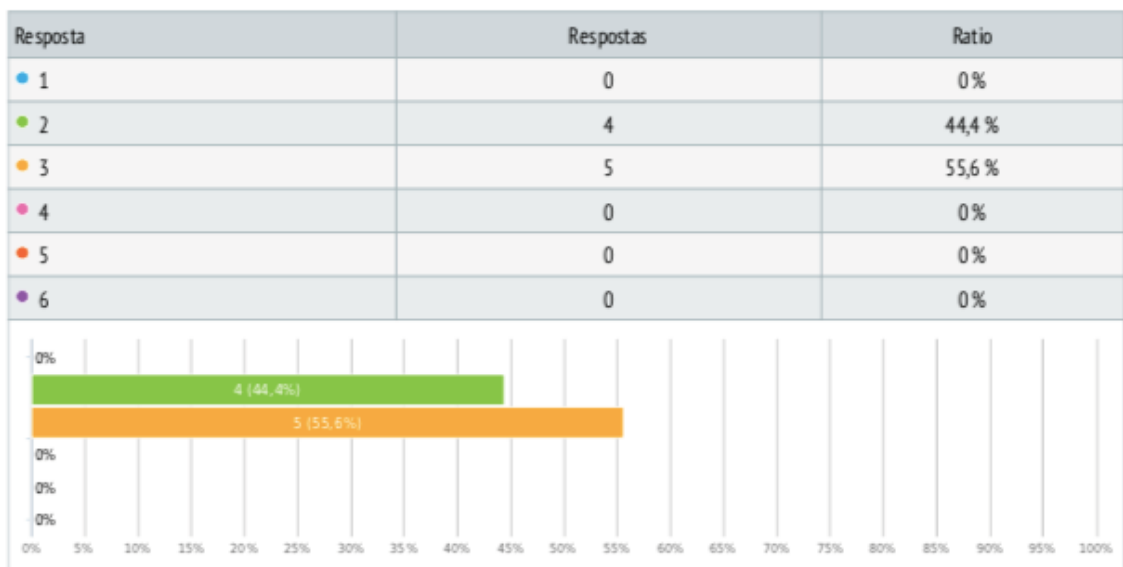 Resposta Respostas Ratio
1 0 0 %
2 4 44,4 %
3 5 55,6 %
4 0 0 %
5 0 0 %
6 0 0 %
0%
4 (44,4%)
5 (55,6%)
0%
0%
0%
0% 5% 10% 15% 20% 25% 30% 35% 40% 45% 50% 55% 60% 65% 70% 75% 80% 85% 90% 95% 100%